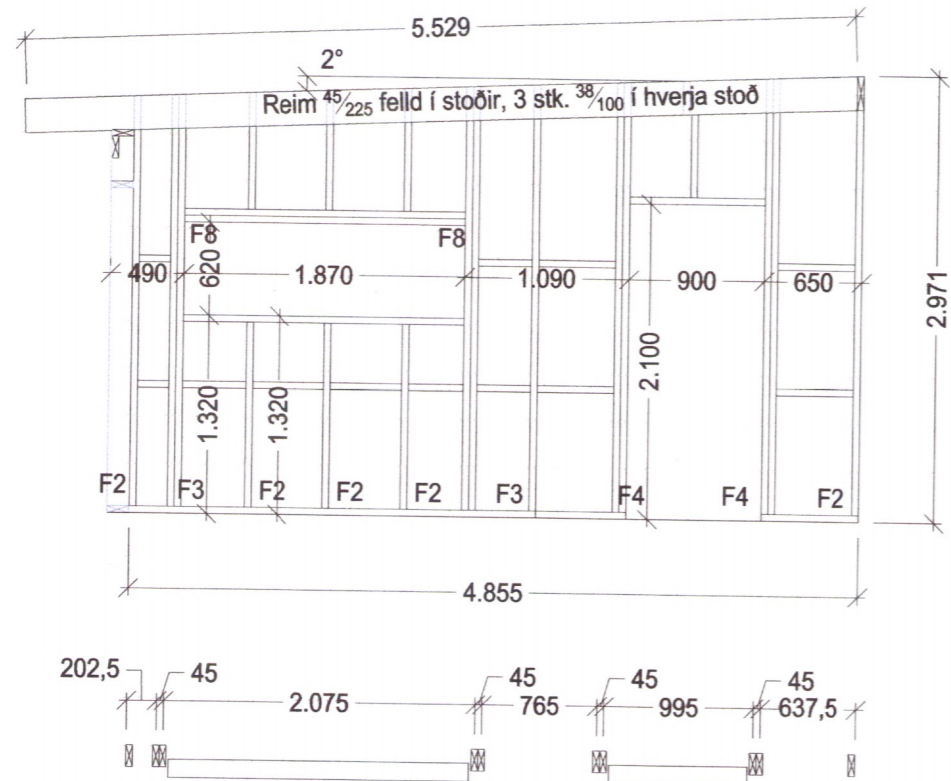 5.529
2°
Reim 45/225 felld í stoðir, 3 stk. 38/100 í hverja stoð
F8 F8
490 620 1.870 1.090 900 650
2.971
2.100
1.320 1.320
F2 F3 F2 F2 F2 F3 F4 F4 F2
4.855
202,5 45 45 45 45
2.075 765 995 637,5